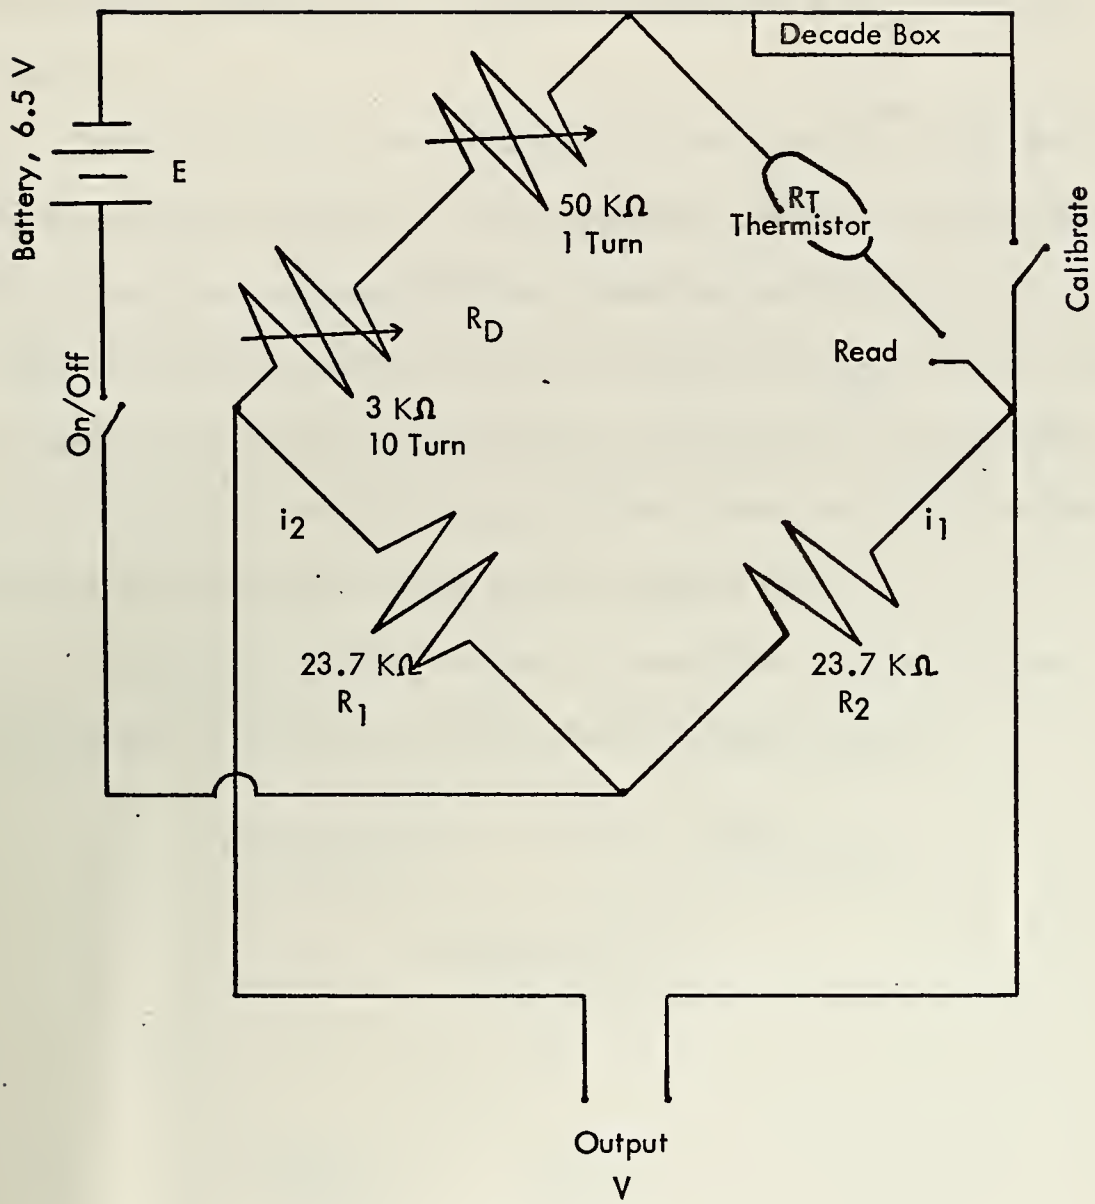 Decade Box
Battery, 6.5 V
E
50 KΩ
1 Turn
RT
Thermistor
Calibrate
RD
Read
On/Off
3 KΩ
10 Turn
i2
i1
23.7 KΩ
R1
23.7 KΩ
R2
Output
V